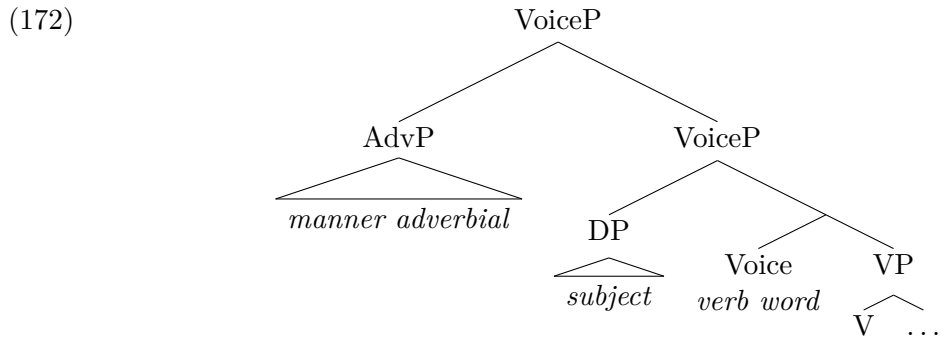 (172)
VoiceP
AdvP VoiceP
manner adverbial
DP
Voice VP
subject verb word
V ...